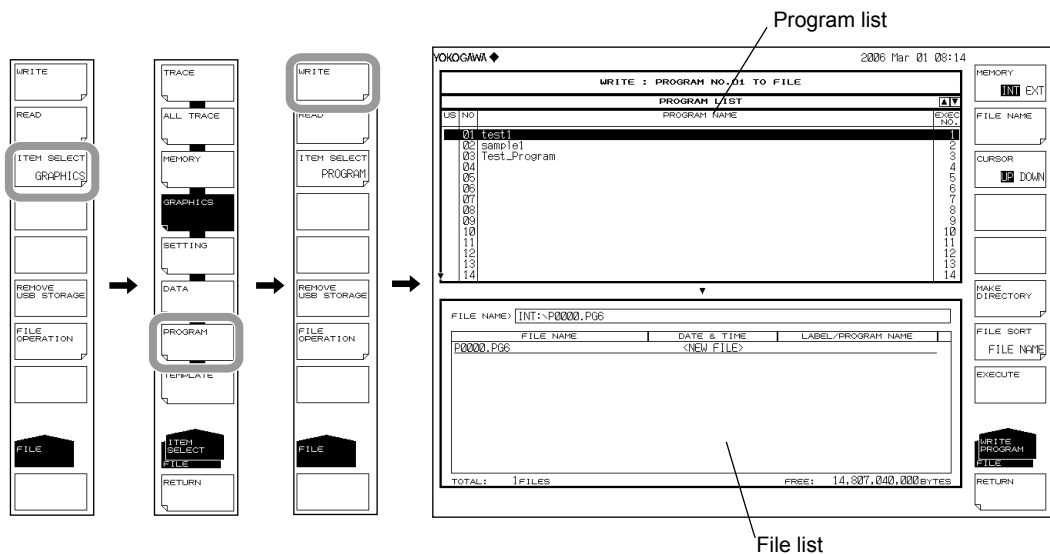 Program list
WRITE
READ
ITEM SELECT
GRAPHICS
REMOVE
USB STORAGE
FILE
OPERATION
FILE
TRACE
ALL TRACE
MEMORY
GRAPHICS
SETTING
DATA
PROGRAM
TEMPLATE
ITEM
SELECT
FILE
RETURN
WRITE
READ
ITEM SELECT
PROGRAM
REMOVE
USB STORAGE
FILE
OPERATION
FILE
YOKOGAWA ◆ 2006 Mar 01 08:14
WRITE : PROGRAM NO.01 TO FILE
PROGRAM LIST ▲ ▼
US NO PROGRAM NAME EXEC NO.
01 test1 1
02 sample1 2
03 Test_Program 3
04 4
05 5
06 6
07 7
08 8
09 9
10 10
11 11
12 12
13 13
14 14
FILE NAME> INT:\P0000.PG6
FILE NAME DATE & TIME LABEL/PROGRAM NAME
P0000.PG6 <NEW FILE>
TOTAL: 1FILES FREE: 14,807,040,000BYTES
MEMORY
INT EXT
FILE NAME
CURSOR
UP DOWN
MAKE
DIRECTORY
FILE SORT
FILE NAME
EXECUTE
WRITE
PROGRAM
FILE
RETURN
File list